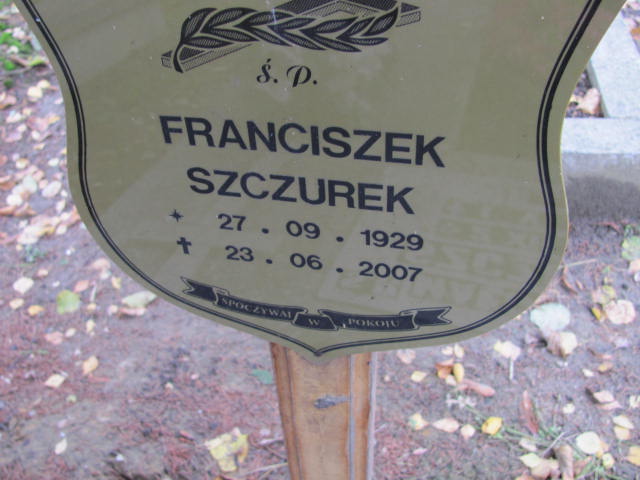 Ś. P.
FRANCISZEK
SZCZUREK
* 27 . 09 . 1929
✝ 23 . 06 . 2007
SPOCZYWAJ W POKOJU